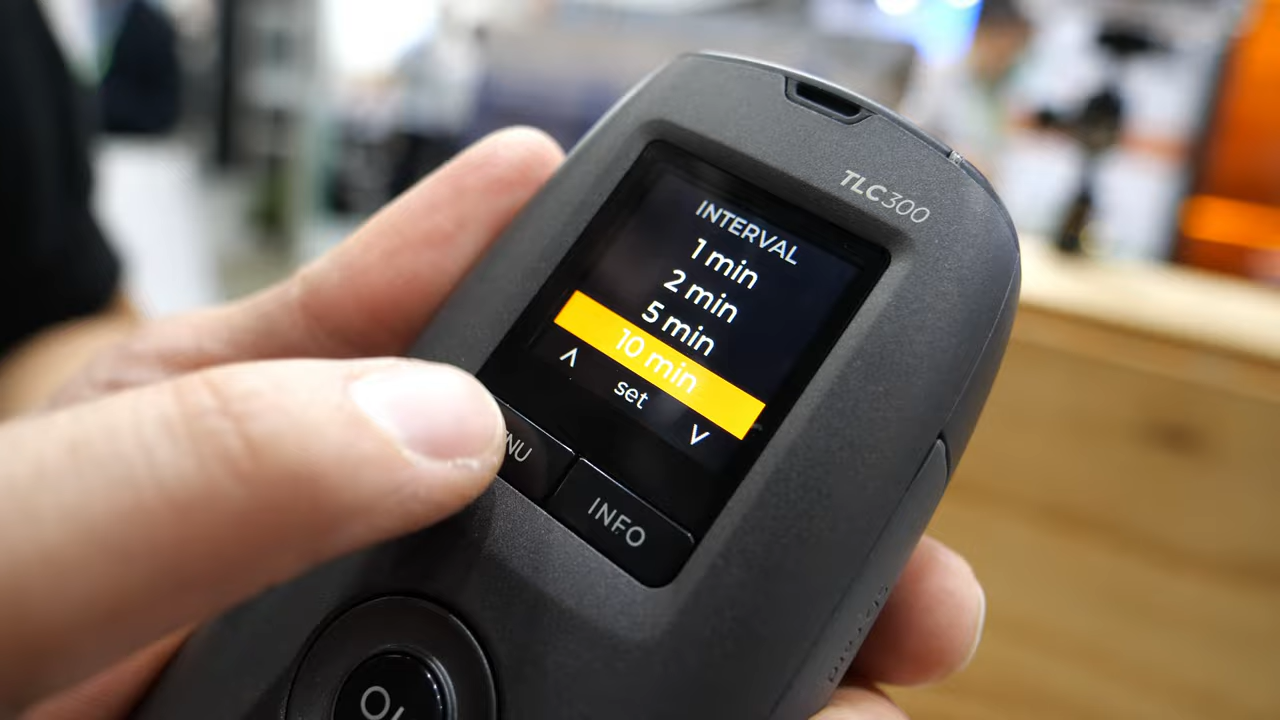 TLC300
INTERVAL
1 min
2 min
5 min
10 min
set
INFO